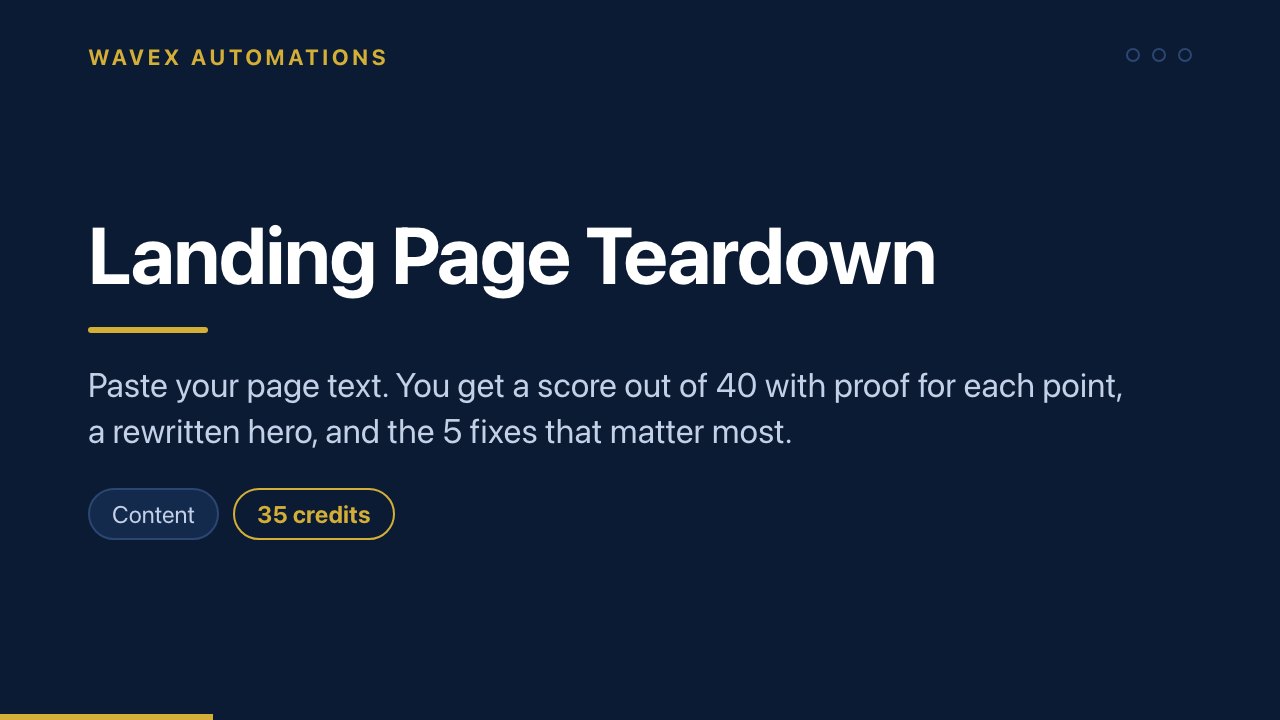 WAVEX AUTOMATIONS
Landing Page Teardown
Paste your page text. You get a score out of 40 with proof for each point,
a rewritten hero, and the 5 fixes that matter most.
Content
35 credits